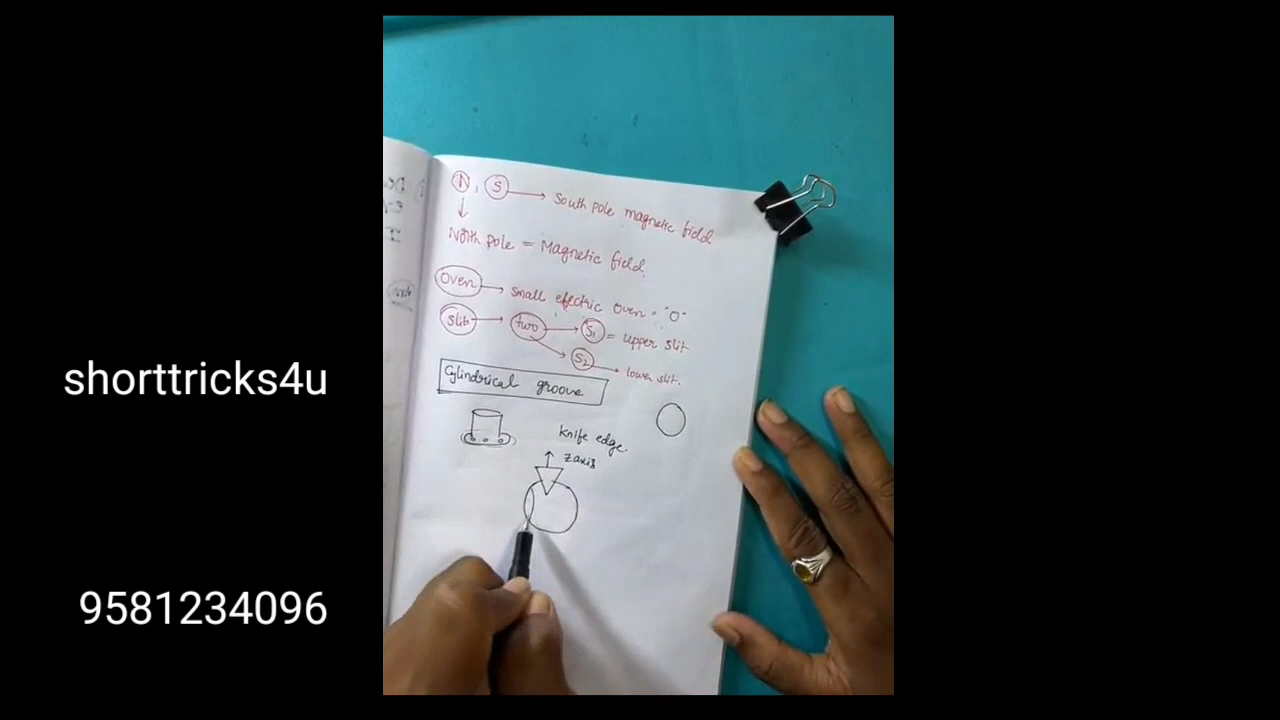 N, S → South pole magnetic field
North pole = Magnetic field.
Oven → small electric oven = "O"
slit → two → S1 = upper slit
S2 → lower slit.
Cylindrical groove
Knife edge.
z axis
shorttricks4u
9581234096